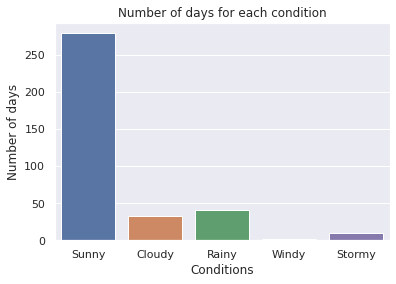 Number of days for each condition
Number of days
250
200
150
100
50
0
Sunny Cloudy Rainy Windy Stormy
Conditions